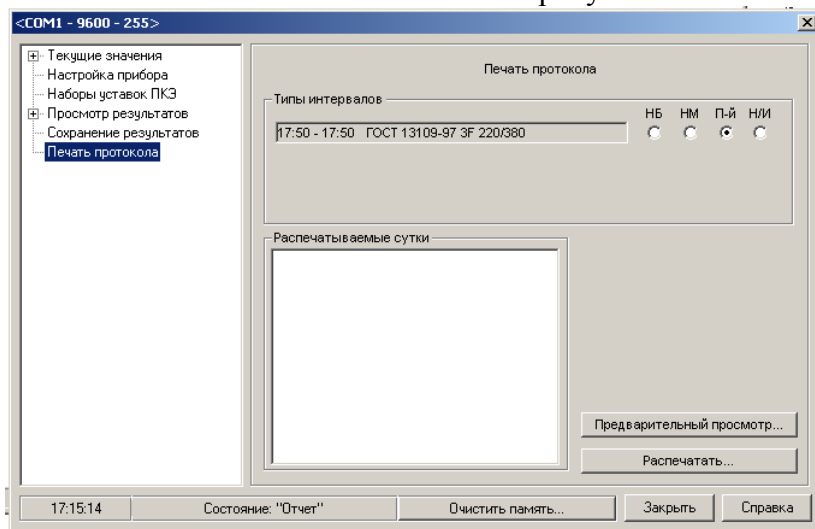 <COM1 - 9600 - 255>
Текущие значения
Настройка прибора
Наборы уставок ПКЭ
Просмотр результатов
Сохранение результатов
Печать протокола
Печать протокола
Типы интервалов
НБ НМ П-й Н/И
17:50 - 17:50 ГОСТ 13109-97 3F 220/380
Распечатываемые сутки
Предварительный просмотр...
Распечатать...
17:15:14
Состояние: "Отчет"
Очистить память...
Закрыть
Справка